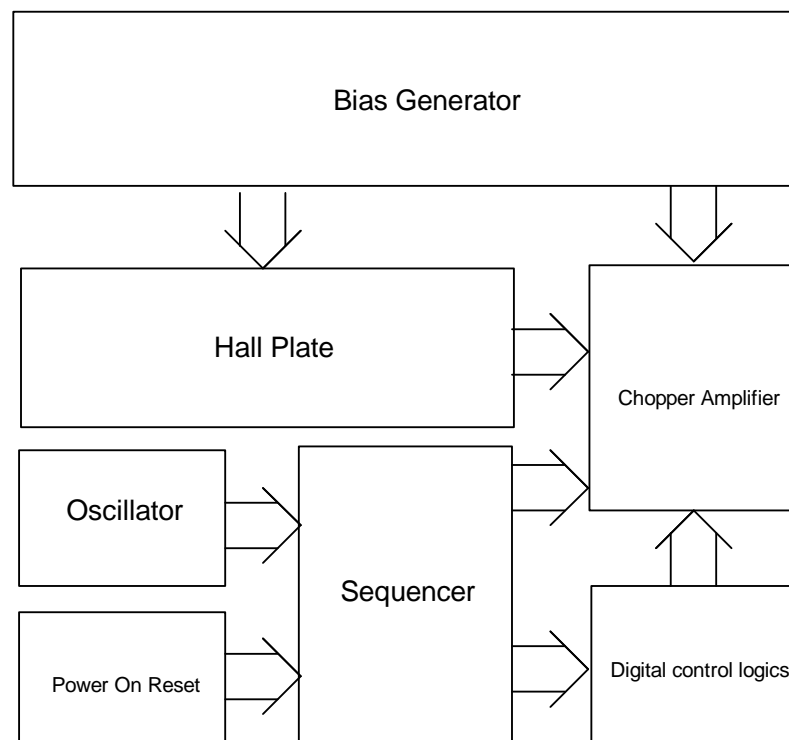 Bias Generator
Hall Plate
Chopper Amplifier
Oscillator
Sequencer
Power On Reset
Digital control logics